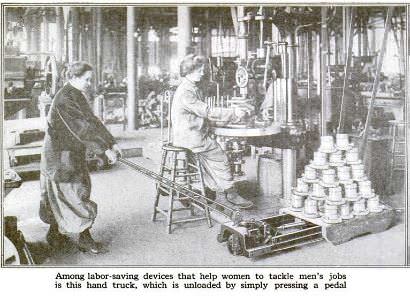 Among labor-saving devices that help women to tackle men's jobs
is this hand truck, which is unloaded by simply pressing a pedal